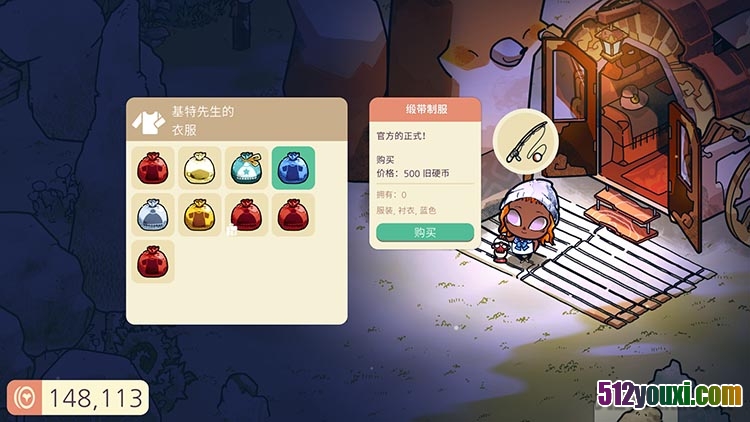 基特先生的
衣服
缎带制服
官方的正式！
购买
价格：500 旧硬币
拥有：0
服装, 衬衣, 蓝色
购买
148,113
512youxi.com